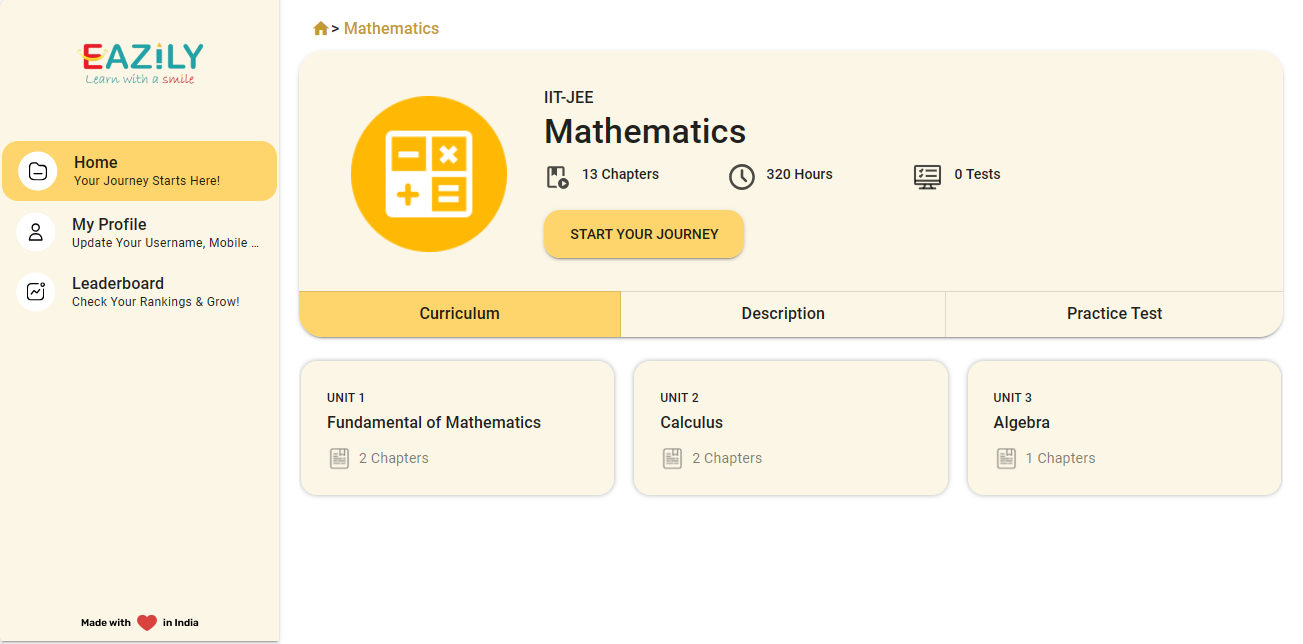 EAZiLY
Learn with a smile
Home
Your Journey Starts Here!
My Profile
Update Your Username, Mobile ...
Leaderboard
Check Your Rankings & Grow!
Made with in India
> Mathematics
IIT-JEE
Mathematics
13 Chapters
320 Hours
0 Tests
START YOUR JOURNEY
Curriculum
Description
Practice Test
UNIT 1
Fundamental of Mathematics
2 Chapters
UNIT 2
Calculus
2 Chapters
UNIT 3
Algebra
1 Chapters